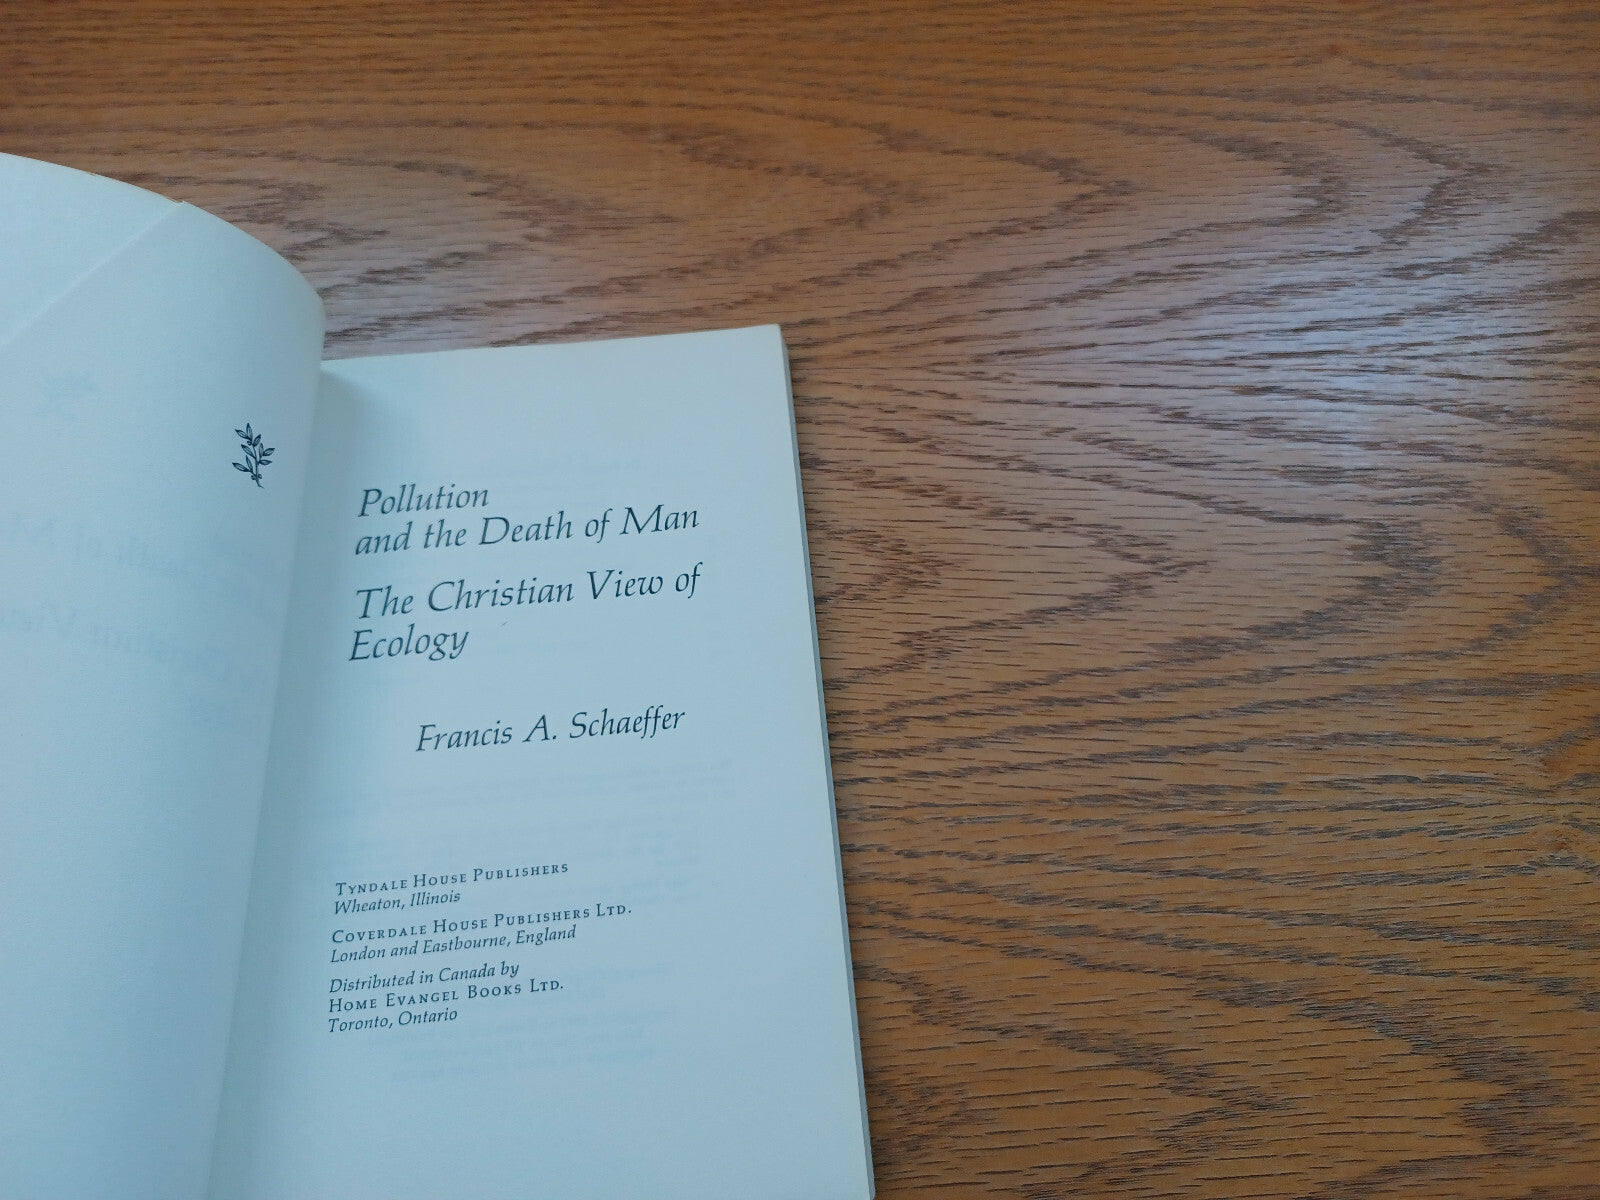 Pollution
and the Death of Man
The Christian View of
Ecology
Francis A. Schaeffer
TYNDALE HOUSE PUBLISHERS
Wheaton, Illinois
COVERDALE HOUSE PUBLISHERS LTD.
London and Eastbourne, England
Distributed in Canada by
HOME EVANGEL BOOKS LTD.
Toronto, Ontario